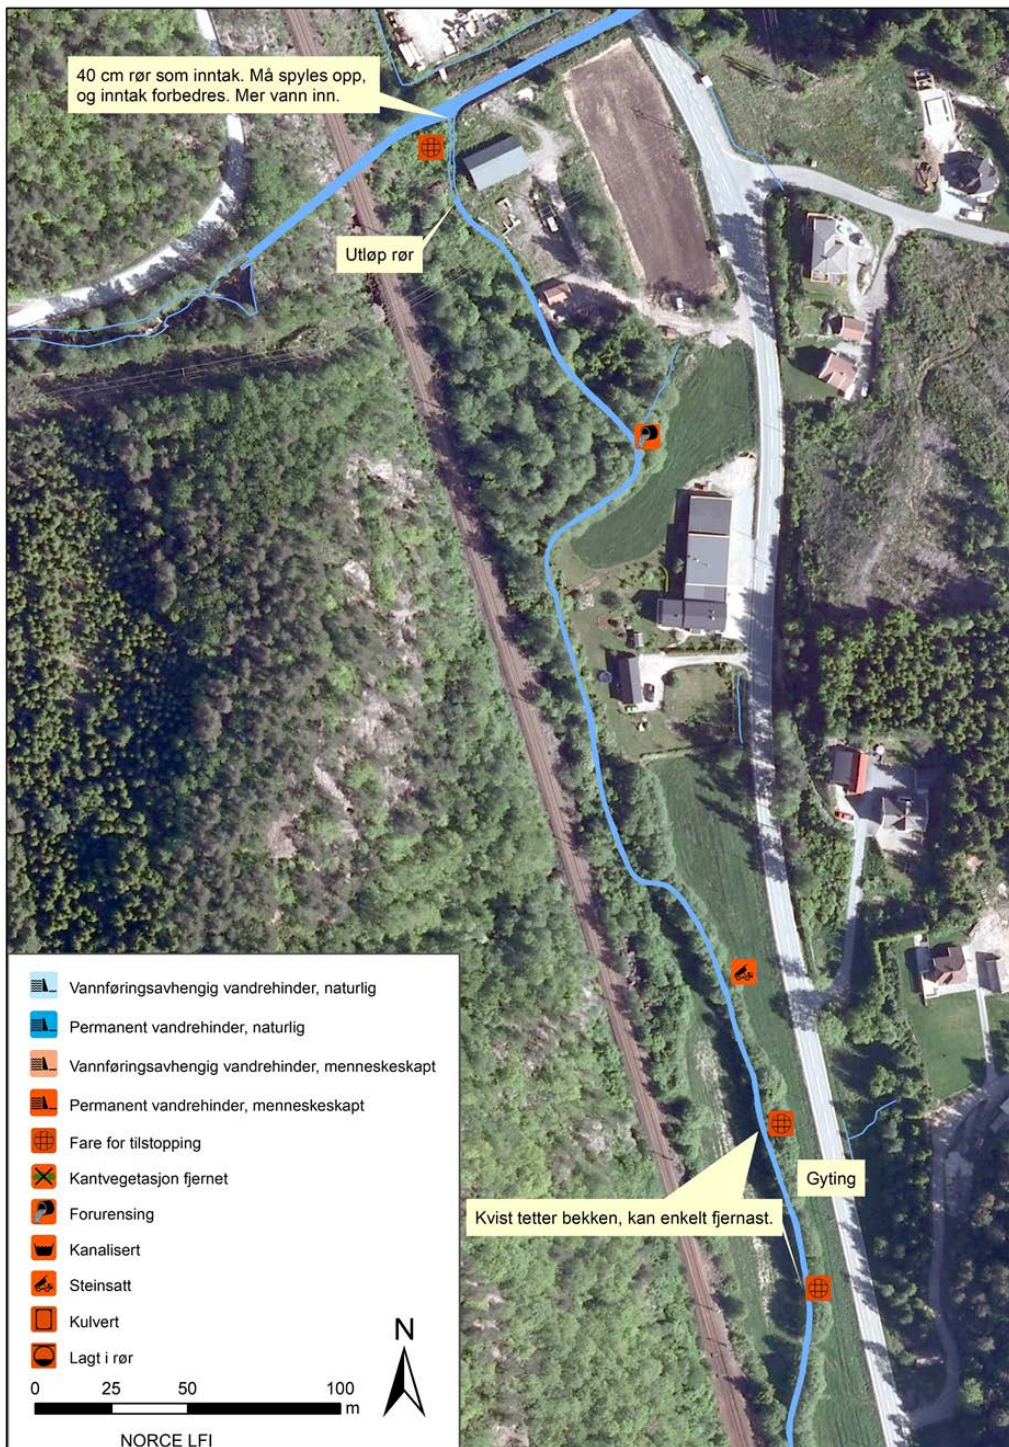 40 cm rør som inntak. Må spyles opp,
og inntak forbedres. Mer vann inn.
Utløp rør
Gyting
Kvist tetter bekken, kan enkelt fjernast.
Vannføringsavhengig vandrehinder, naturlig
Permanent vandrehinder, naturlig
Vannføringsavhengig vandrehinder, menneskeskapt
Permanent vandrehinder, menneskeskapt
Fare for tilstopping
Kantvegetasjon fjernet
Forurensing
Kanalisert
Steinsatt
Kulvert
Lagt i rør
N
0 25 50 100
m
NORCE LFI